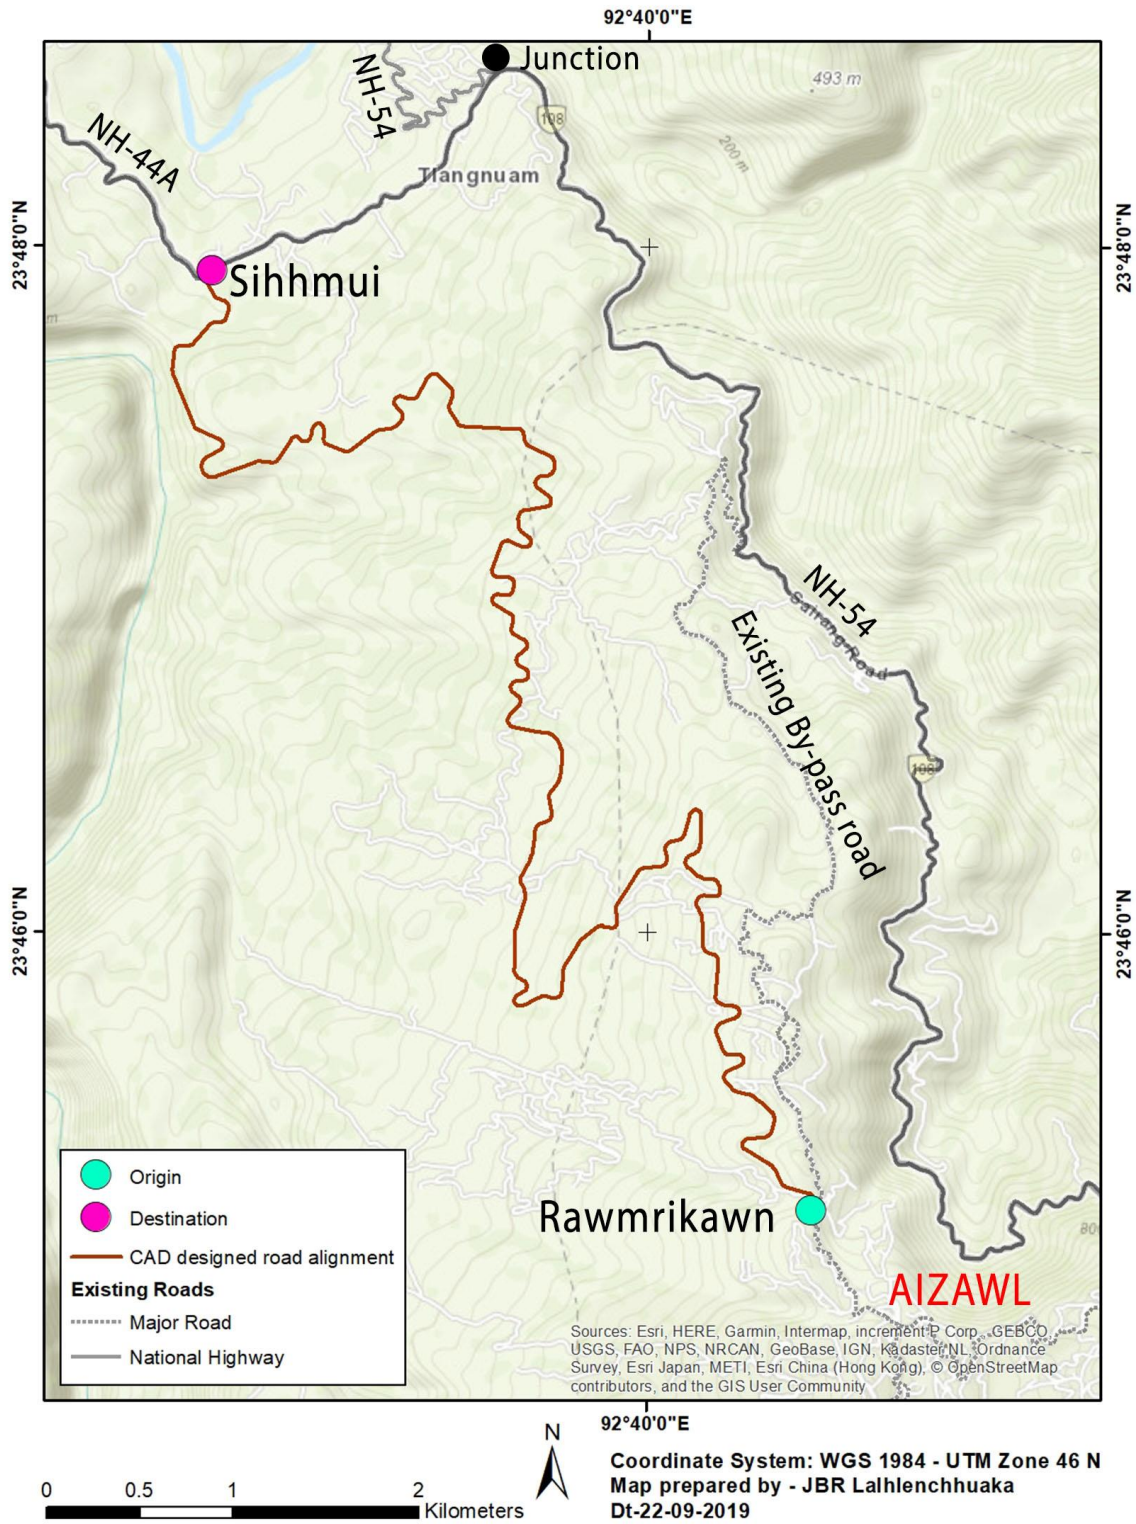 92°40'0"E
Junction
493 m
NH-54
198
NH-44A
200 m
Tlangnuam
23°48'0"N
23°48'0"N
Sihhmui
m
NH-54
Sairang Road
Existing By-pass road
198
23°46'0"N
23°46'0"N
Rawmrikawn
AIZAWL
Origin
Destination
CAD designed road alignment
Existing Roads
Major Road
National Highway
Sources: Esri, HERE, Garmin, Intermap, increment P Corp., GEBCO,
USGS, FAO, NPS, NRCAN, GeoBase, IGN, Kadaster NL, Ordnance
Survey, Esri Japan, METI, Esri China (Hong Kong), © OpenStreetMap
contributors, and the GIS User Community
92°40'0"E
N
0 0.5 1 2
Kilometers
Coordinate System: WGS 1984 - UTM Zone 46 N
Map prepared by - JBR Lalhlenchhuaka
Dt-22-09-2019